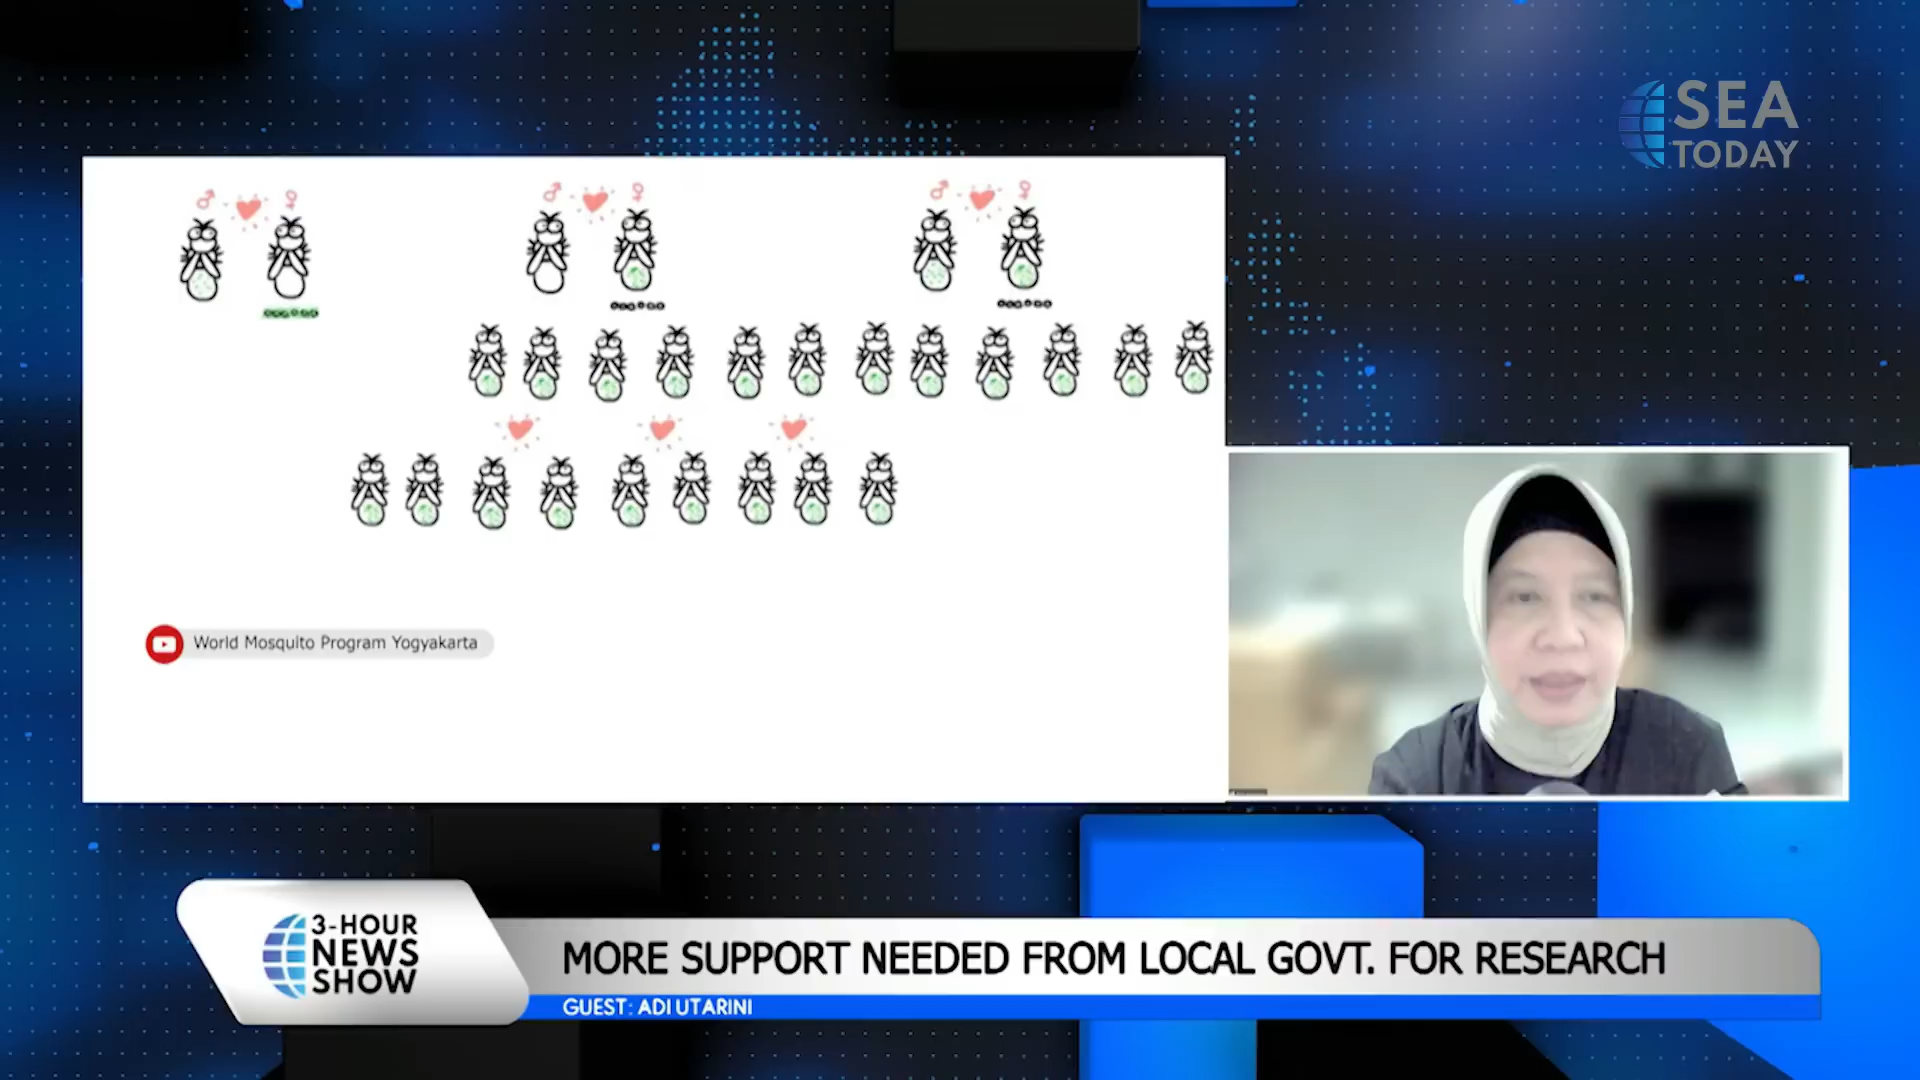 SEA
TODAY
World Mosquito Program Yogyakarta
3-HOUR
NEWS
SHOW
MORE SUPPORT NEEDED FROM LOCAL GOVT. FOR RESEARCH
GUEST: ADI UTARINI